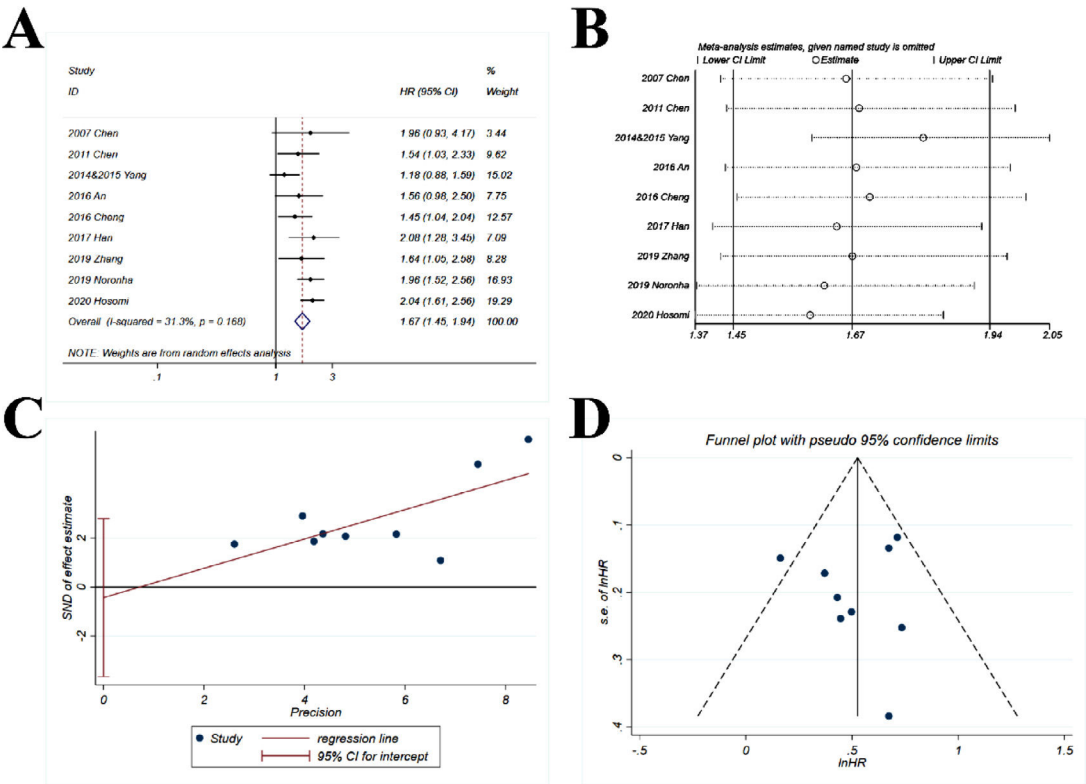 A
Study %
ID HR (95% CI) Weight
2007 Chen 1.96 (0.93, 4.17) 3.44
2011 Chen 1.54 (1.03, 2.33) 9.62
2014&2015 Yang 1.18 (0.88, 1.59) 15.02
2016 An 1.56 (0.98, 2.50) 7.75
2016 Cheng 1.45 (1.04, 2.04) 12.57
2017 Han 2.08 (1.28, 3.45) 7.09
2019 Zhang 1.64 (1.05, 2.58) 8.28
2019 Noronha 1.96 (1.52, 2.56) 16.93
2020 Hosomi 2.04 (1.61, 2.56) 19.29
Overall (I-squared = 31.3%, p = 0.168) 1.67 (1.45, 1.94) 100.00
NOTE: Weights are from random effects analysis
.1 1 3
B
Meta-analysis estimates, given named study is omitted
Lower CI Limit Estimate Upper CI Limit
2007 Chen
2011 Chen
2014&2015 Yang
2016 An
2016 Cheng
2017 Han
2019 Zhang
2019 Noronha
2020 Hosomi
1.37 1.45 1.67 1.94 2.05
C
SND of effect estimate
2
0
-2
0 2 4 6 8
Precision
Study regression line
95% CI for intercept
D
Funnel plot with pseudo 95% confidence limits
s.e. of lnHR
0
.1
.2
.3
.4
-.5 0 .5 1 1.5
lnHR